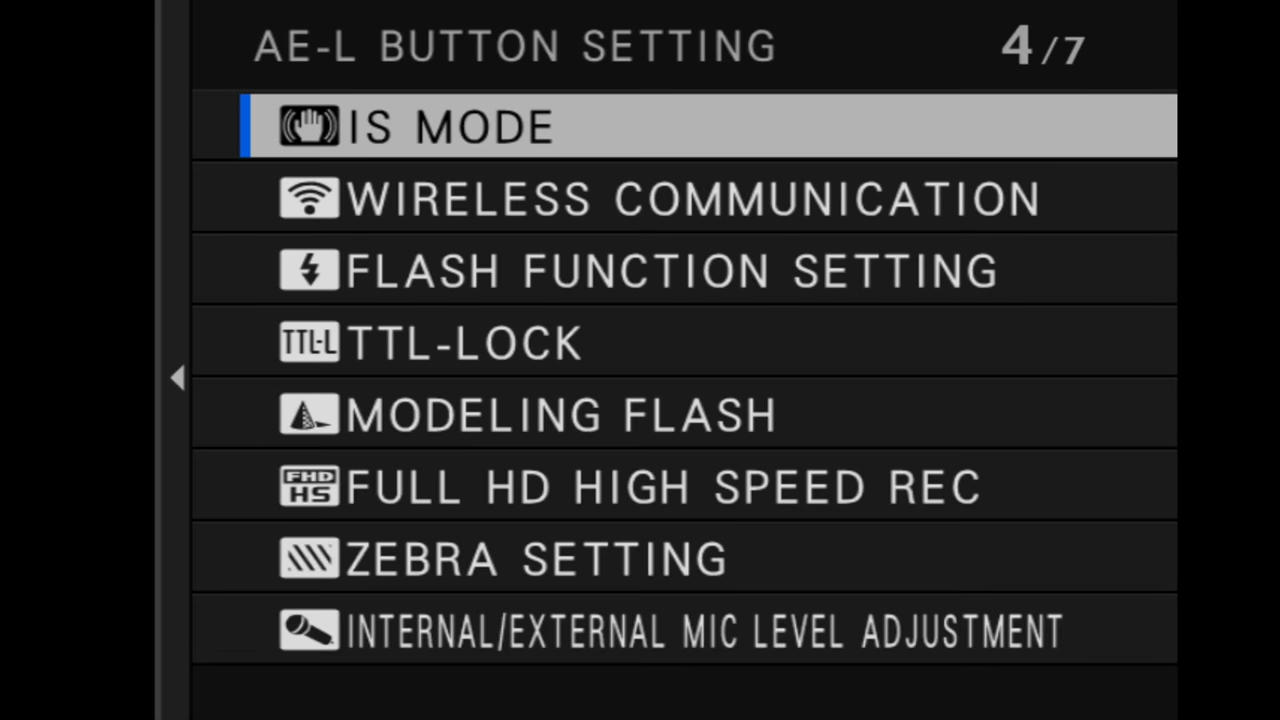 AE-L BUTTON SETTING 4/7
IS MODE
WIRELESS COMMUNICATION
FLASH FUNCTION SETTING
TTL-L TTL-LOCK
MODELING FLASH
FHD HS FULL HD HIGH SPEED REC
ZEBRA SETTING
INTERNAL/EXTERNAL MIC LEVEL ADJUSTMENT